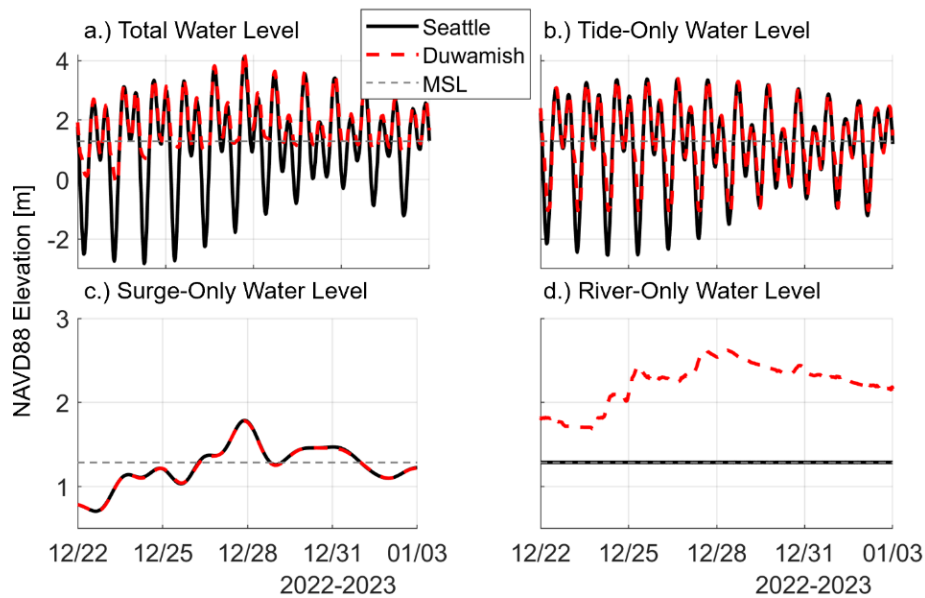 a.) Total Water Level
Seattle
Duwamish
MSL
b.) Tide-Only Water Level
4
2
0
-2
NAVD88 Elevation [m]
c.) Surge-Only Water Level
d.) River-Only Water Level
3
2
1
12/22 12/25 12/28 12/31 01/03
2022-2023
12/22 12/25 12/28 12/31 01/03
2022-2023